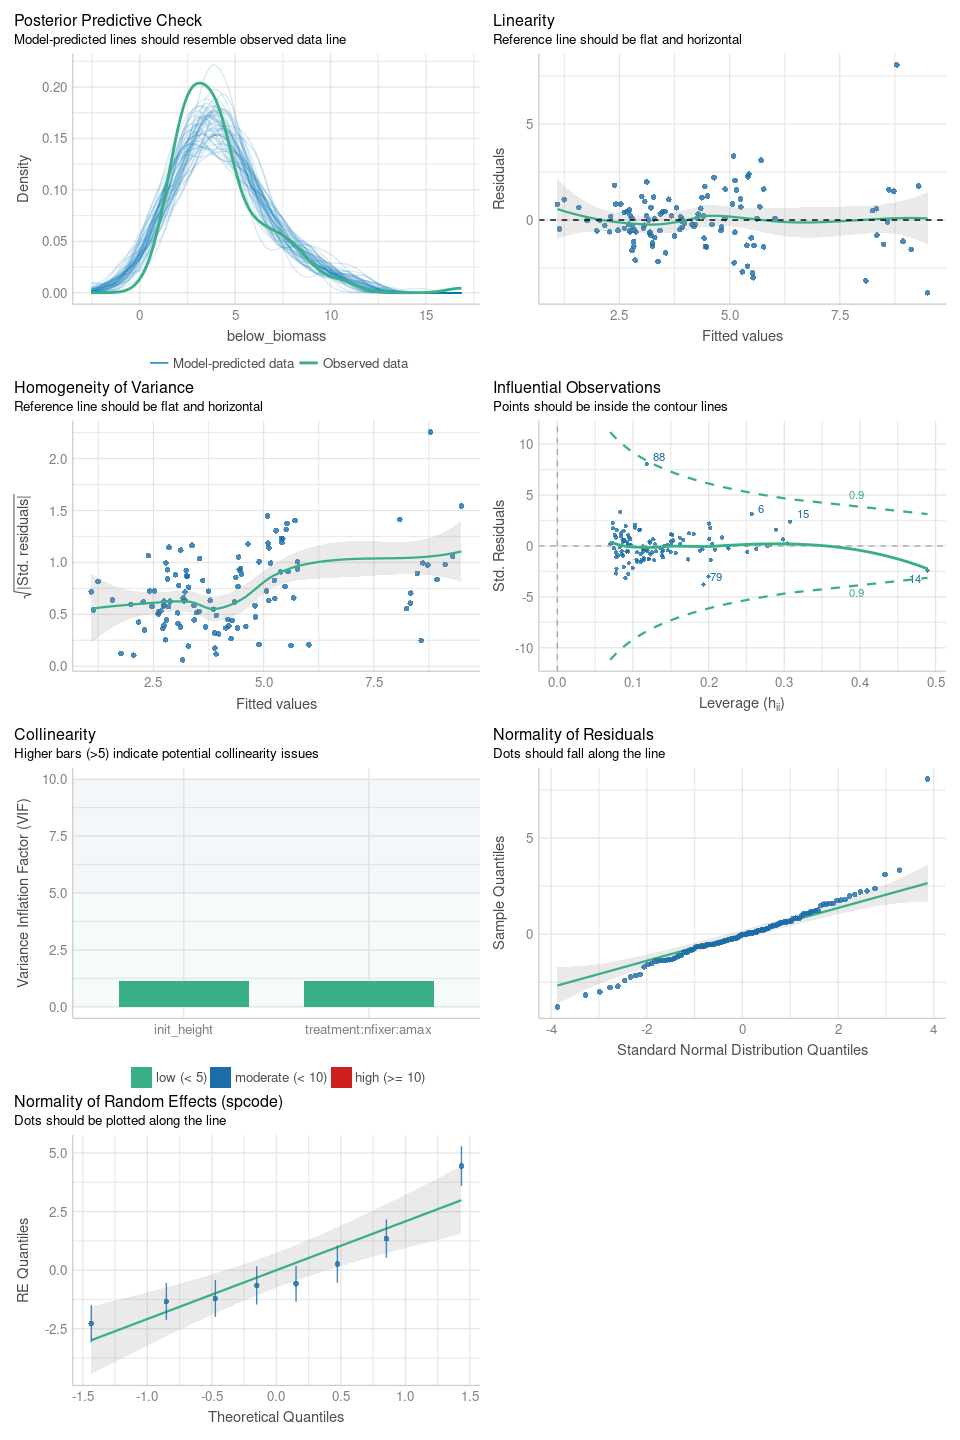 Posterior Predictive Check
Model-predicted lines should resemble observed data line
Density
0.20
0.15
0.10
0.05
0.00
0
5
10
15
below_biomass
Model-predicted data
Observed data
Linearity
Reference line should be flat and horizontal
Residuals
5
0
2.5
5.0
7.5
Fitted values
Homogeneity of Variance
Reference line should be flat and horizontal
√|Std. residuals|
2.0
1.5
1.0
0.5
0.0
2.5
5.0
7.5
Fitted values
Influential Observations
Points should be inside the contour lines
Std. Residuals
10
5
0
-5
-10
88
6
15
79
14
0.9
0.9
0.0
0.1
0.2
0.3
0.4
0.5
Leverage (hii)
Collinearity
Higher bars (>5) indicate potential collinearity issues
Variance Inflation Factor (VIF)
10.0
7.5
5.0
2.5
0.0
init_height
treatment:nfixer:amax
low (< 5)
moderate (< 10)
high (>= 10)
Normality of Residuals
Dots should fall along the line
Sample Quantiles
5
0
-4
-2
0
2
4
Standard Normal Distribution Quantiles
Normality of Random Effects (spcode)
Dots should be plotted along the line
RE Quantiles
5.0
2.5
0.0
-2.5
-1.5
-1.0
-0.5
0.0
0.5
1.0
1.5
Theoretical Quantiles